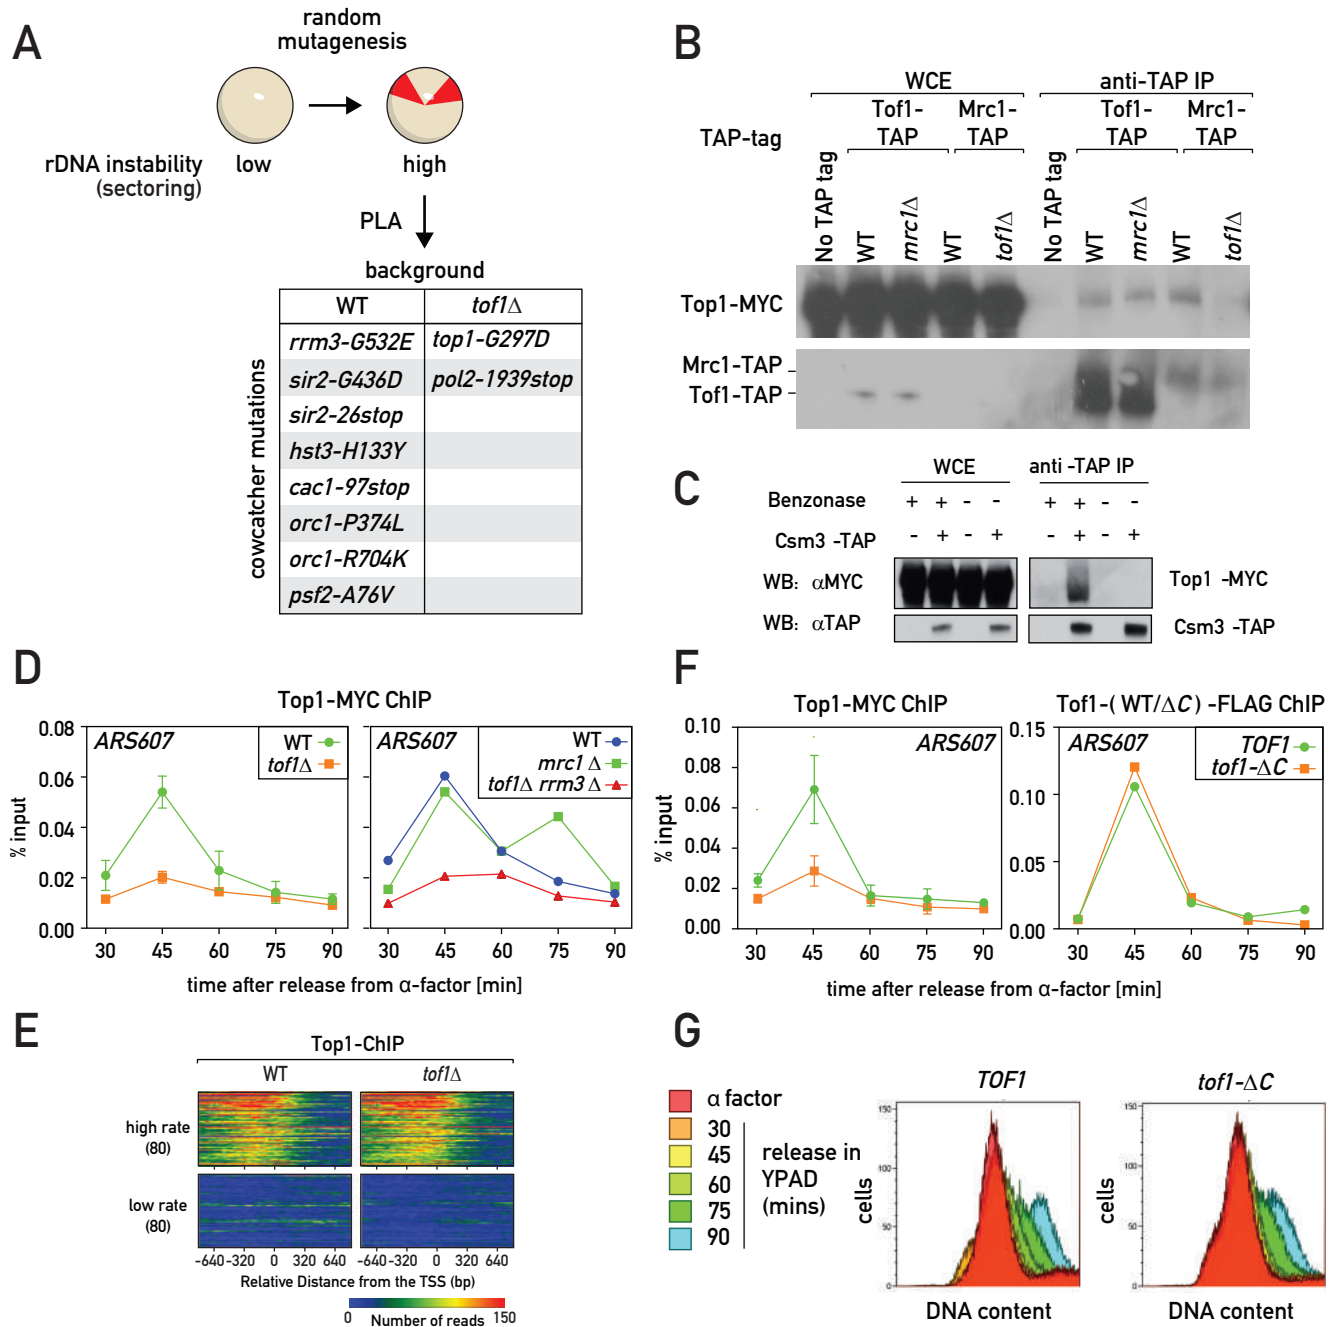 A
random
mutagenesis
rDNA instability
(sectoring)
low
high
PLA
background
WT
tof1Δ
cowcatcher mutations
rrm3-G532E
top1-G297D
sir2-G436D
pol2-1939stop
sir2-26stop
hst3-H133Y
cac1-97stop
orc1-P374L
orc1-R704K
psf2-A76V
B
WCE
anti-TAP IP
TAP-tag
Tof1-
TAP
Mrc1-
TAP
Tof1-
TAP
Mrc1-
TAP
No TAP tag
WT
mrc1Δ
WT
tof1Δ
No TAP tag
WT
mrc1Δ
WT
tof1Δ
Top1-MYC
Mrc1-TAP
Tof1-TAP
C
WCE
anti -TAP IP
Benzonase
+ + - -
+ + - -
Csm3 -TAP
- + - +
- + - +
WB: αMYC
Top1 -MYC
WB: αTAP
Csm3 -TAP
D
Top1-MYC ChIP
% input
0.08
0.06
0.04
0.02
0.00
ARS607
WT
tof1Δ
30 45 60 75 90
ARS607
WT
mrc1 Δ
tof1Δ rrm3 Δ
30 45 60 75 90
time after release from α-factor [min]
F
Top1-MYC ChIP
% input
0.10
0.08
0.06
0.04
0.02
0.00
ARS607
30 45 60 75 90
Tof1-( WT/ΔC ) -FLAG ChIP
0.15
0.10
0.05
0.00
ARS607
TOF1
tof1-ΔC
30 45 60 75 90
time after release from α-factor [min]
E
Top1-ChIP
WT
tof1Δ
high rate
(80)
low rate
(80)
-640 -320 0 320 640
-640 -320 0 320 640
Relative Distance from the TSS (bp)
0
150
Number of reads
G
α factor
30
45
60
75
90
release in
YPAD
(mins)
TOF1
cells
150
100
50
0
DNA content
tof1-ΔC
cells
150
100
50
0
DNA content